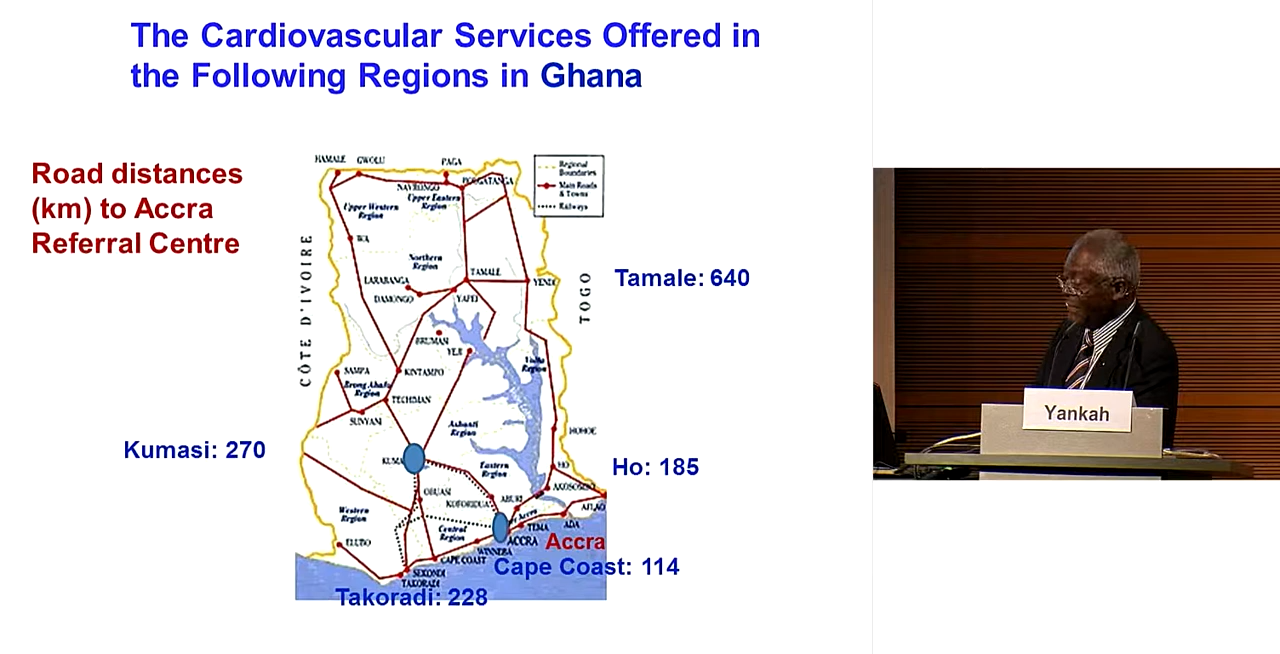 The Cardiovascular Services Offered in
the Following Regions in Ghana
Road distances
(km) to Accra
Referral Centre
HAMALE GWOLU PAGA
NAVRONGO
Upper Western
Region
Upper Eastern
Region
Regional
Boundaries
Main Roads
& Towns
Railways
WA
Northern
Region
LARABANGA
TAMALE
DAMONGO
YAPEI
YENDI
CÔTE D'IVOIRE
TOGO
Tamale: 640
YEJI
Volta
Region
SAMPA
KINTAMPO
Brong Ahafo
Region
TECHIMAN
SUNYANI
Ashanti
Region
HOHOE
Kumasi: 270
KUMA
Eastern
Region
HO
Ho: 185
OBUASI
KOFORIDUA
ABURI
AKOSOMBO
AFLAO
Western
Region
Central
Region
ACCRA
TEMA
ADA
Accra
ELUBO
WINNEBA
CAPE COAST
Cape Coast: 114
SEKONDI
TAKORADI
Takoradi: 228
Yankah